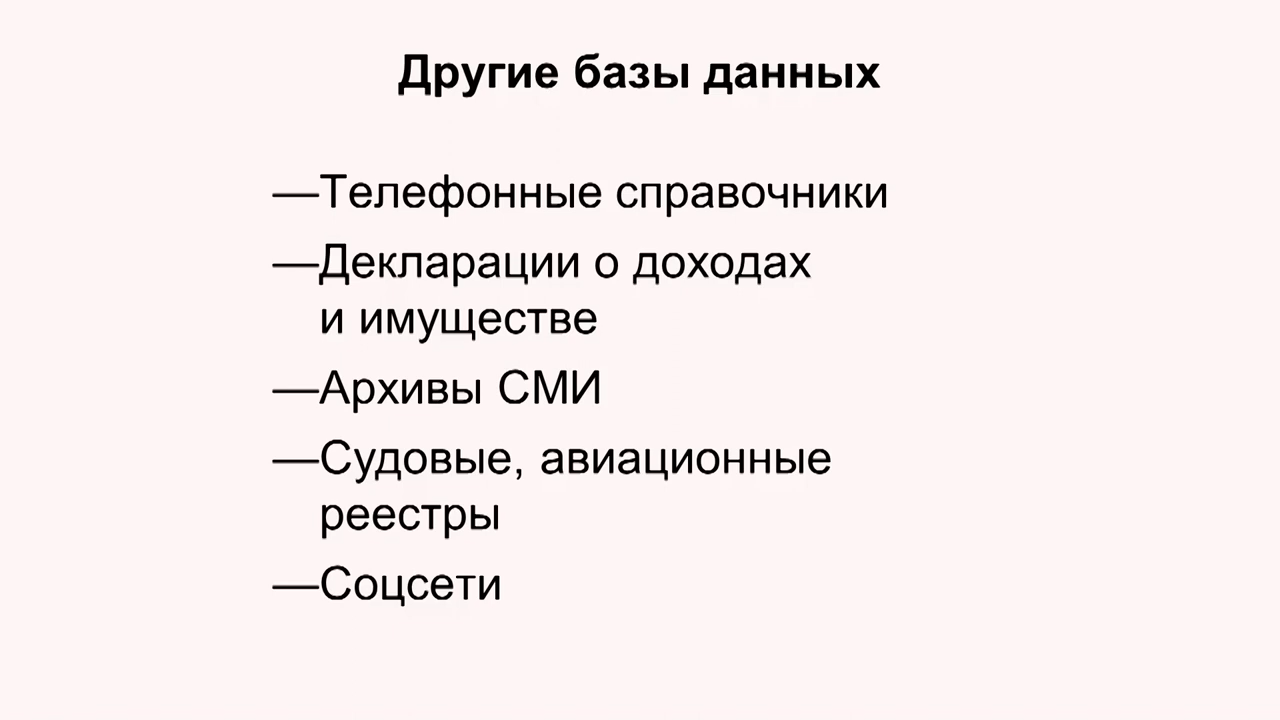 Другие базы данных
—Телефонные справочники
—Декларации о доходах
и имуществе
—Архивы СМИ
—Судовые, авиационные
реестры
—Соцсети